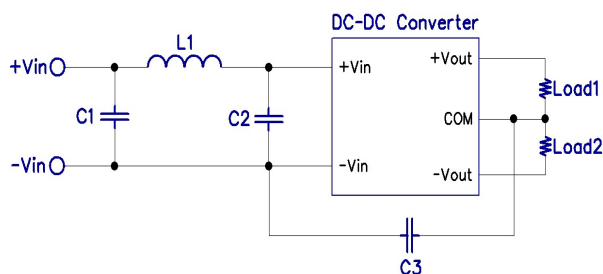 DC-DC Converter
L1
+Vin
+Vin
+Vout
Load1
C1
C2
COM
-Vin
-Vin
-Vout
Load2
C3